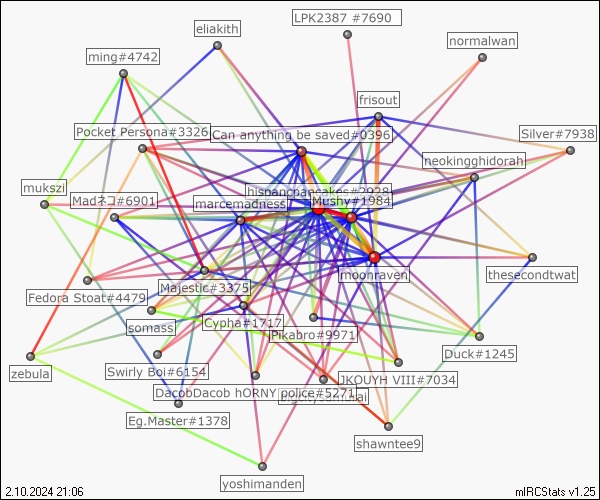 LPK2387 #7690
eliakith
normalwan
ming#4742
frisout
Pocket Persona#3326
Can anything be saved#0396
Silver#7938
neokingghidorah
mukszi
hispanchpancakes#2928
Madネコ#6901
marcemadness
Mushy#1984
moonraven
thesecondtwat
Majestic#3375
Fedora Stoat#4479
somass
Cypha#1717
Pikabro#9971
Duck#1245
zebula
Swirly Boi#6154
JKOUYH VIII#7034
DacobDacob hORNY police#5271
Eg.Master#1378
shawntee9
yoshimanden
2.10.2024 21:06
mIRCStats v1.25